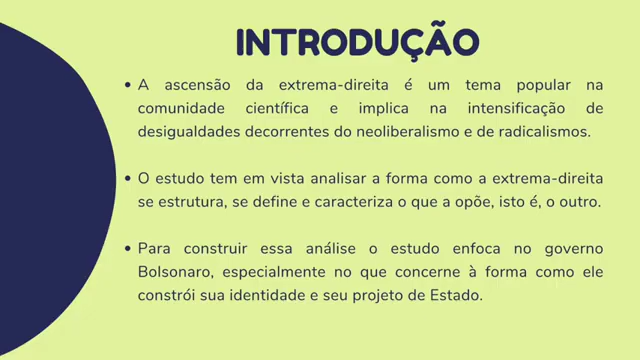 INTRODUÇÃO
• A ascensão da extrema-direita é um tema popular na
comunidade científica e implica na intensificação de
desigualdades decorrentes do neoliberalismo e de radicalismos.
• O estudo tem em vista analisar a forma como a extrema-direita
se estrutura, se define e caracteriza o que a opõe, isto é, o outro.
• Para construir essa análise o estudo enfoca no governo
Bolsonaro, especialmente no que concerne à forma como ele
constrói sua identidade e seu projeto de Estado.